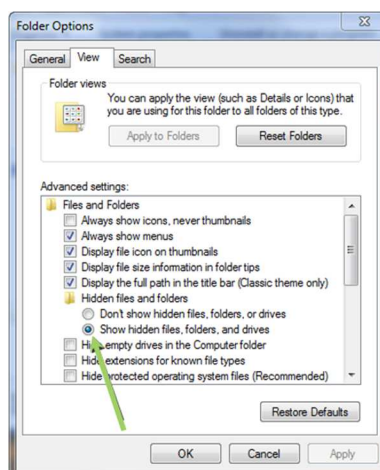 Folder Options
General View Search
Folder views
You can apply the view (such as Details or Icons) that
you are using for this folder to all folders of this type.
Apply to Folders Reset Folders
Advanced settings:
Files and Folders
Always show icons, never thumbnails
Always show menus
Display file icon on thumbnails
Display file size information in folder tips
Display the full path in the title bar (Classic theme only)
Hidden files and folders
Don't show hidden files, folders, or drives
Show hidden files, folders, and drives
Hide empty drives in the Computer folder
Hide extensions for known file types
Hide protected operating system files (Recommended)
Restore Defaults
OK Cancel Apply